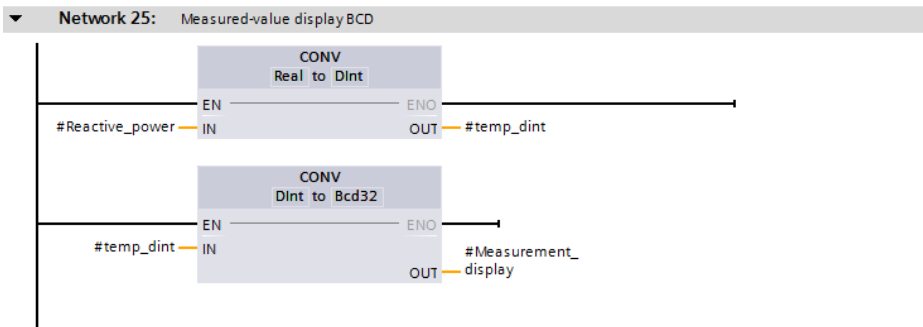 Network 25: Measured-value display BCD
CONV
Real to DInt
EN ENO
#Reactive_power IN OUT #temp_dint
CONV
DInt to Bcd32
EN ENO
#temp_dint IN
#Measurement_
OUT display